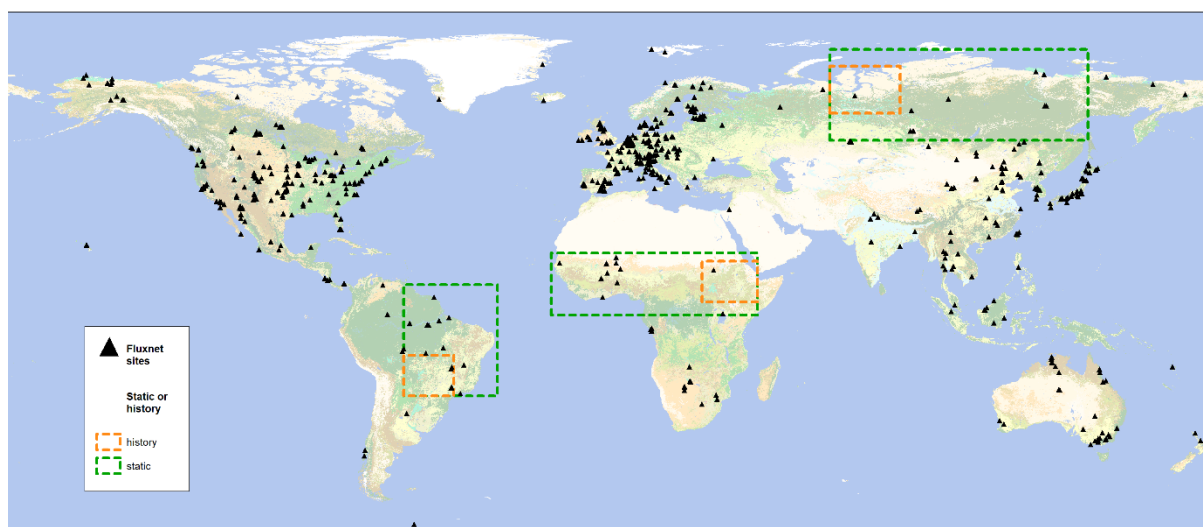 Fluxnet
sites
Static or
history
history
static